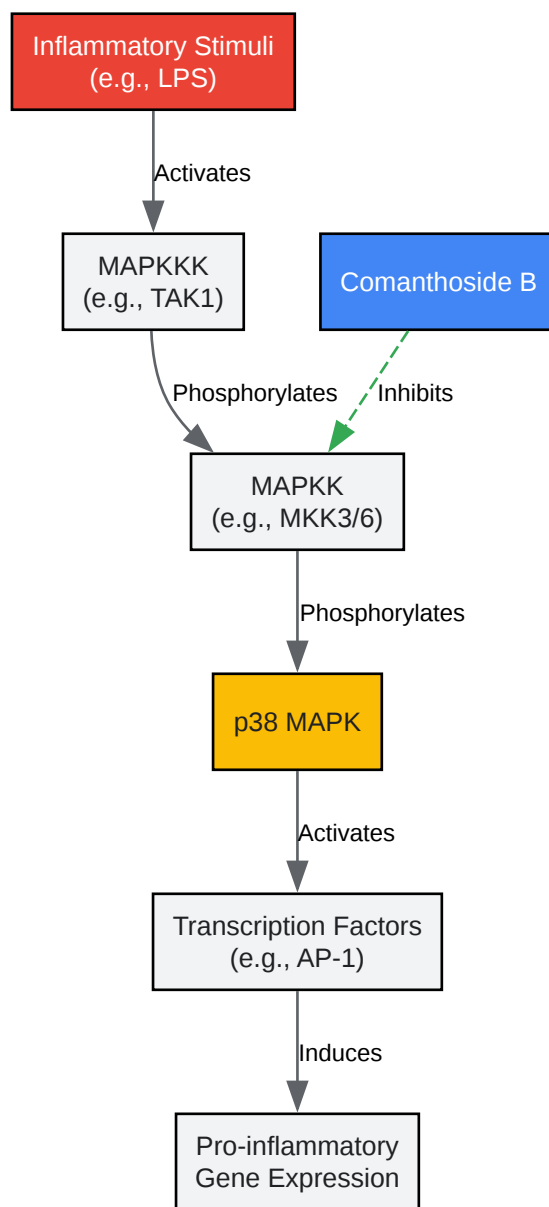 Inflammatory Stimuli
(e.g., LPS)
Activates
MAPKKK
(e.g., TAK1)
Comanthoside B
Phosphorylates
Inhibits
MAPKK
(e.g., MKK3/6)
Phosphorylates
p38 MAPK
Activates
Transcription Factors
(e.g., AP-1)
Induces
Pro-inflammatory
Gene Expression